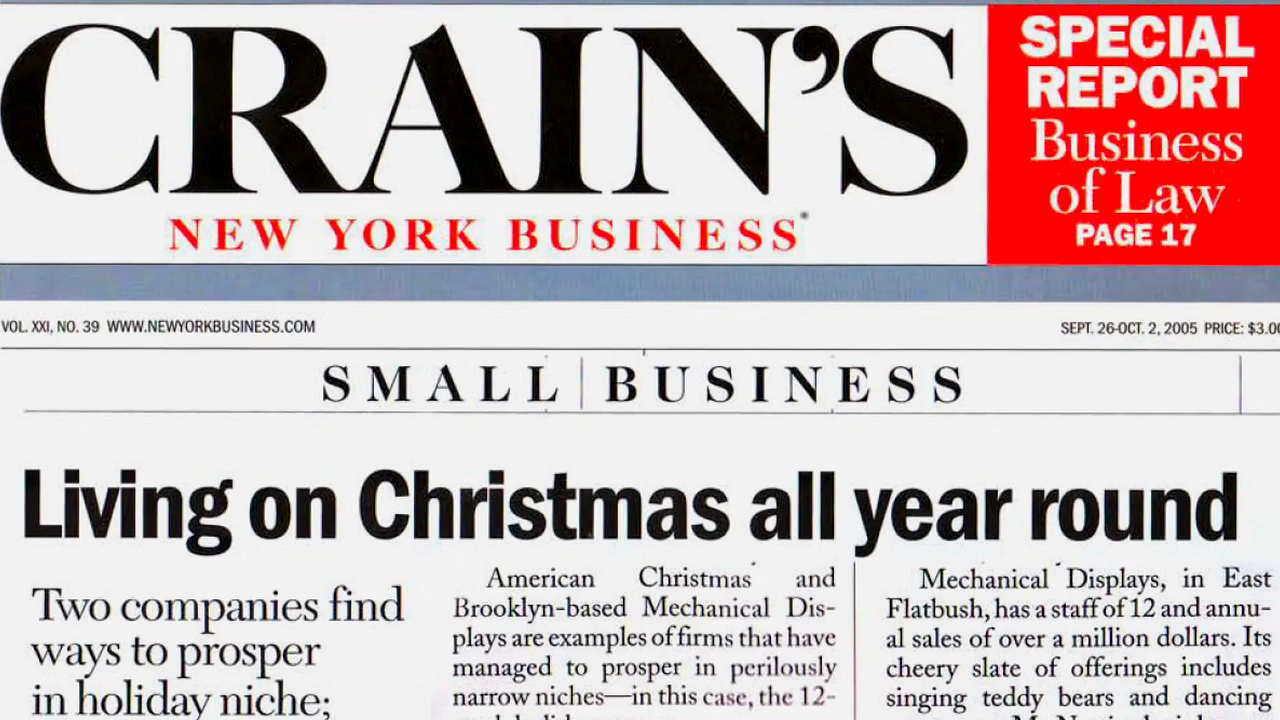 CRAIN'S
NEW YORK BUSINESS
SPECIAL
REPORT
Business
of Law
PAGE 17
VOL. XXI, NO. 39 WWW.NEWYORKBUSINESS.COM
SEPT. 26-OCT. 2, 2005 PRICE: $3.00
SMALL BUSINESS
Living on Christmas all year round
Two companies find
ways to prosper
in holiday niche;
American Christmas and
Brooklyn-based Mechanical Dis-
plays are examples of firms that have
managed to prosper in perilously
narrow niches—in this case, the 12-
Mechanical Displays, in East
Flatbush, has a staff of 12 and annu-
al sales of over a million dollars. Its
cheery slate of offerings includes
singing teddy bears and dancing